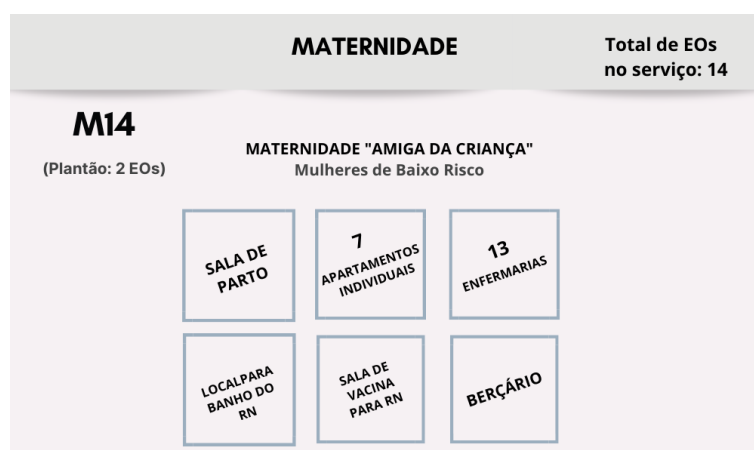 MATERNIDADE
Total de EOs
no serviço: 14
M14
(Plantão: 2 EOs)
MATERNIDADE "AMIGA DA CRIANÇA"
Mulheres de Baixo Risco
SALA DE
PARTO
7
APARTAMENTOS
INDIVIDUAIS
13
ENFERMARIAS
LOCALPARA
BANHO DO
RN
SALA DE
VACINA
PARA RN
BERÇÁRIO